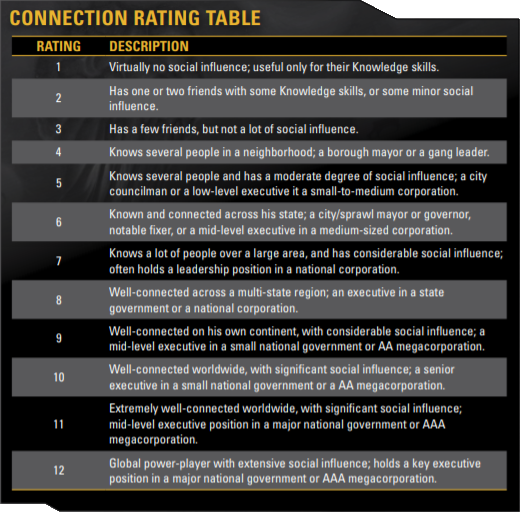 CONNECTION RATING TABLE
RATING DESCRIPTION
1 Virtually no social influence; useful only for their Knowledge skills.
2 Has one or two friends with some Knowledge skills, or some minor social
influence.
3 Has a few friends, but not a lot of social influence.
4 Knows several people in a neighborhood; a borough mayor or a gang leader.
5 Knows several people and has a moderate degree of social influence; a city
councilman or a low-level executive it a small-to-medium corporation.
6 Known and connected across his state; a city/sprawl mayor or governor,
notable fixer, or a mid-level executive in a medium-sized corporation.
7 Knows a lot of people over a large area, and has considerable social influence;
often holds a leadership position in a national corporation.
8 Well-connected across a multi-state region; an executive in a state
government or a national corporation.
9 Well-connected on his own continent, with considerable social influence; a
mid-level executive in a small national government or AA megacorporation.
10 Well-connected worldwide, with significant social influence; a senior
executive in a small national government or a AA megacorporation.
11 Extremely well-connected worldwide, with significant social influence;
mid-level executive position in a major national government or AAA
megacorporation.
12 Global power-player with extensive social influence; holds a key executive
position in a major national government or AAA megacorporation.